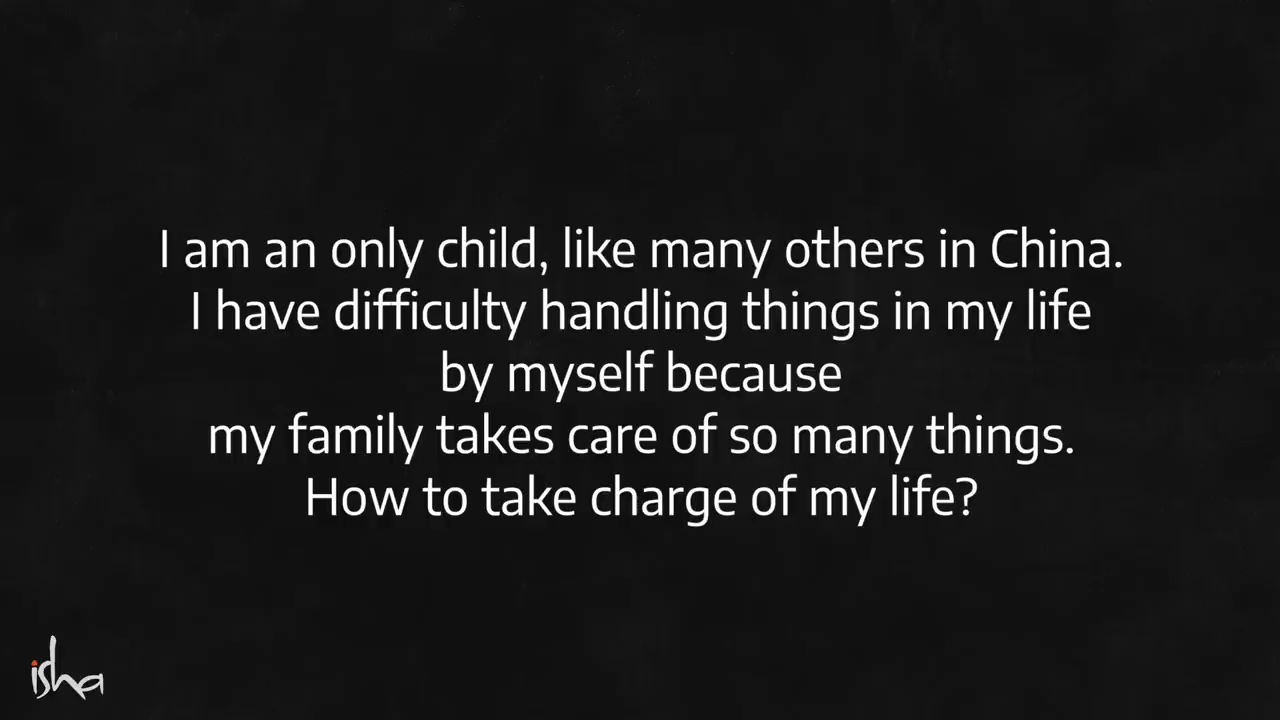 I am an only child, like many others in China.
I have difficulty handling things in my life
by myself because
my family takes care of so many things.
How to take charge of my life?
isha